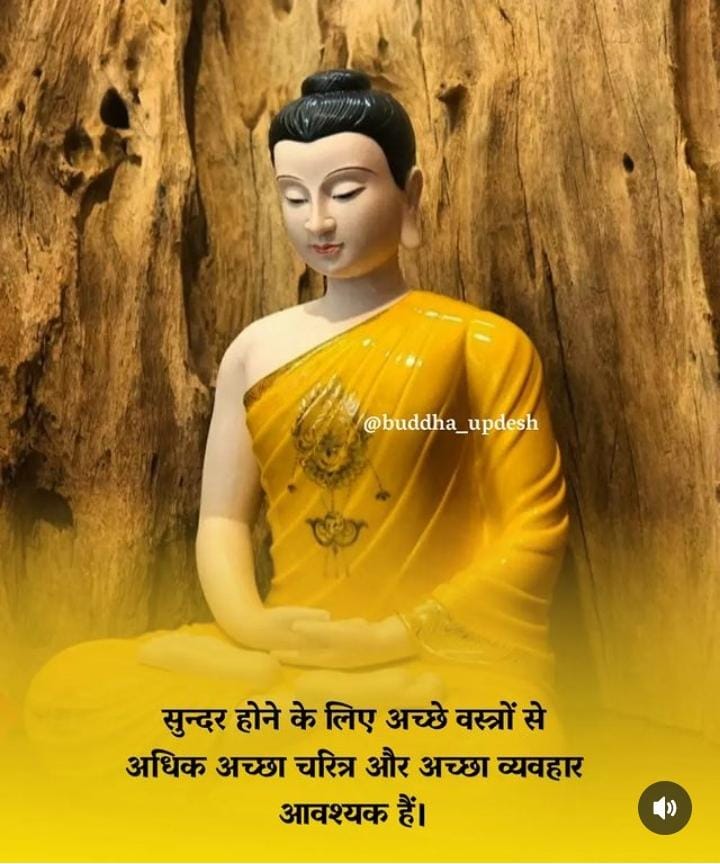 @buddha_updesh
सुन्दर होने के लिए अच्छे वस्त्रों से
अधिक अच्छा चरित्र और अच्छा व्यवहार
आवश्यक हैं।